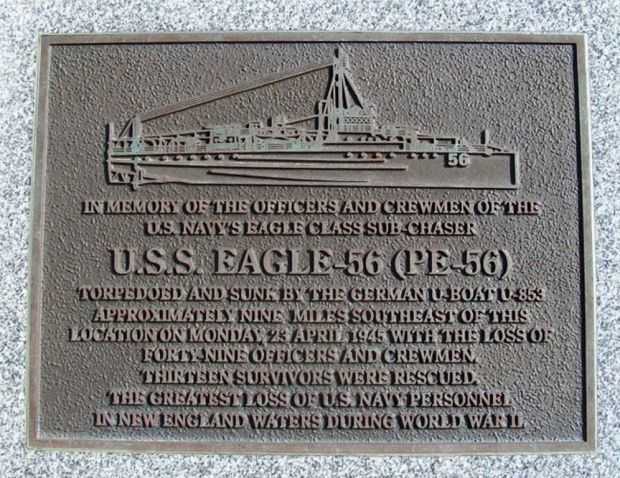 56
IN MEMORY OF THE OFFICERS AND CREWMEN OF THE
U.S. NAVY'S EAGLE CLASS SUB-CHASER
U.S.S. EAGLE-56 (PE-56)
TORPEDOED AND SUNK BY THE GERMAN U-BOAT U-853
APPROXIMATELY NINE MILES SOUTHEAST OF THIS
LOCATION ON MONDAY, 23 APRIL 1945 WITH THE LOSS OF
FORTY-NINE OFFICERS AND CREWMEN.
THIRTEEN SURVIVORS WERE RESCUED.
THE GREATEST LOSS OF U.S. NAVY PERSONNEL
IN NEW ENGLAND WATERS DURING WORLD WAR II.